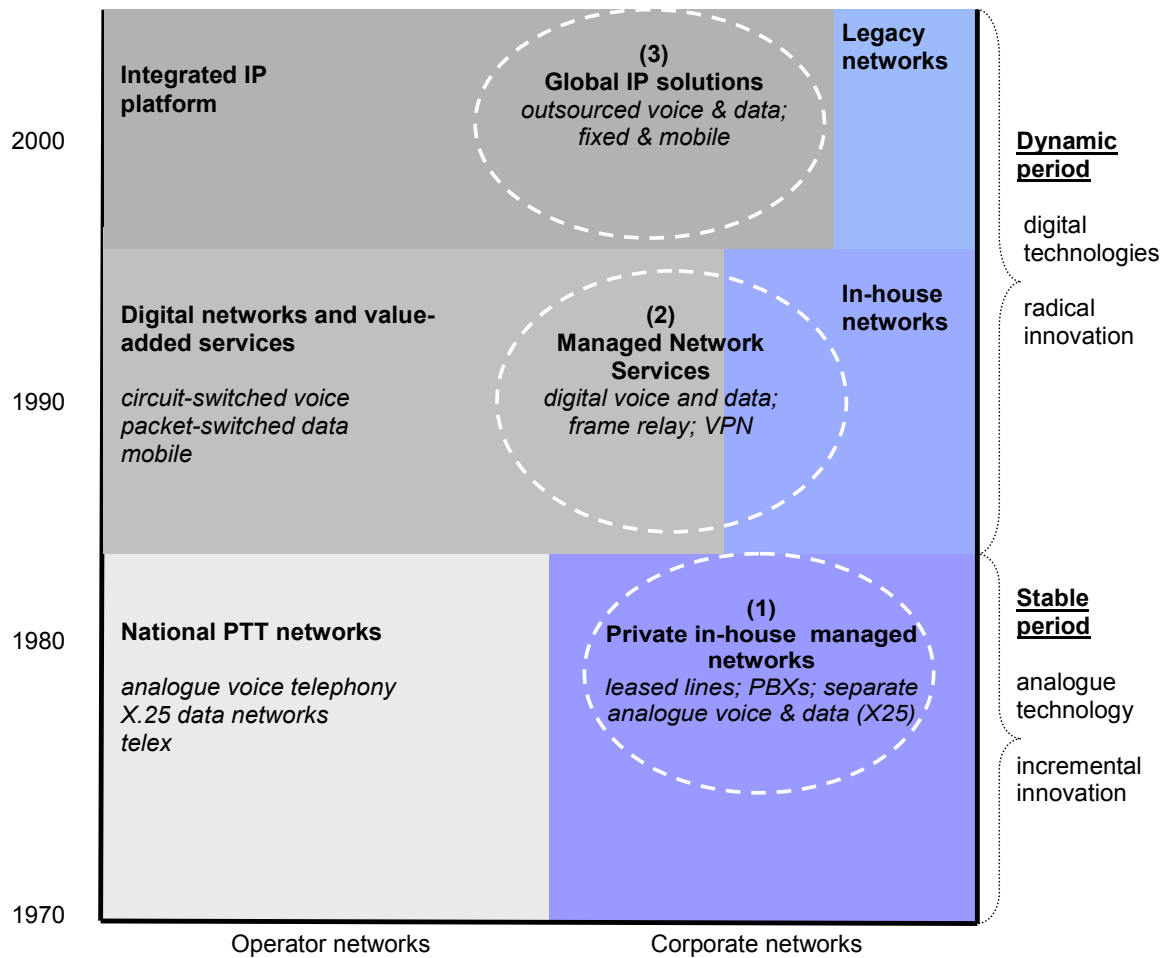 Integrated IP
platform
(3)
Global IP solutions
outsourced voice & data;
fixed & mobile
Legacy
networks
2000
Dynamic
period
digital
technologies
radical
innovation
Digital networks and value-
added services
circuit-switched voice
packet-switched data
mobile
(2)
Managed Network
Services
digital voice and data;
frame relay; VPN
In-house
networks
1990
National PTT networks
analogue voice telephony
X.25 data networks
telex
(1)
Private in-house managed
networks
leased lines; PBXs; separate
analogue voice & data (X25)
1980
Stable
period
analogue
technology
incremental
innovation
1970
Operator networks
Corporate networks